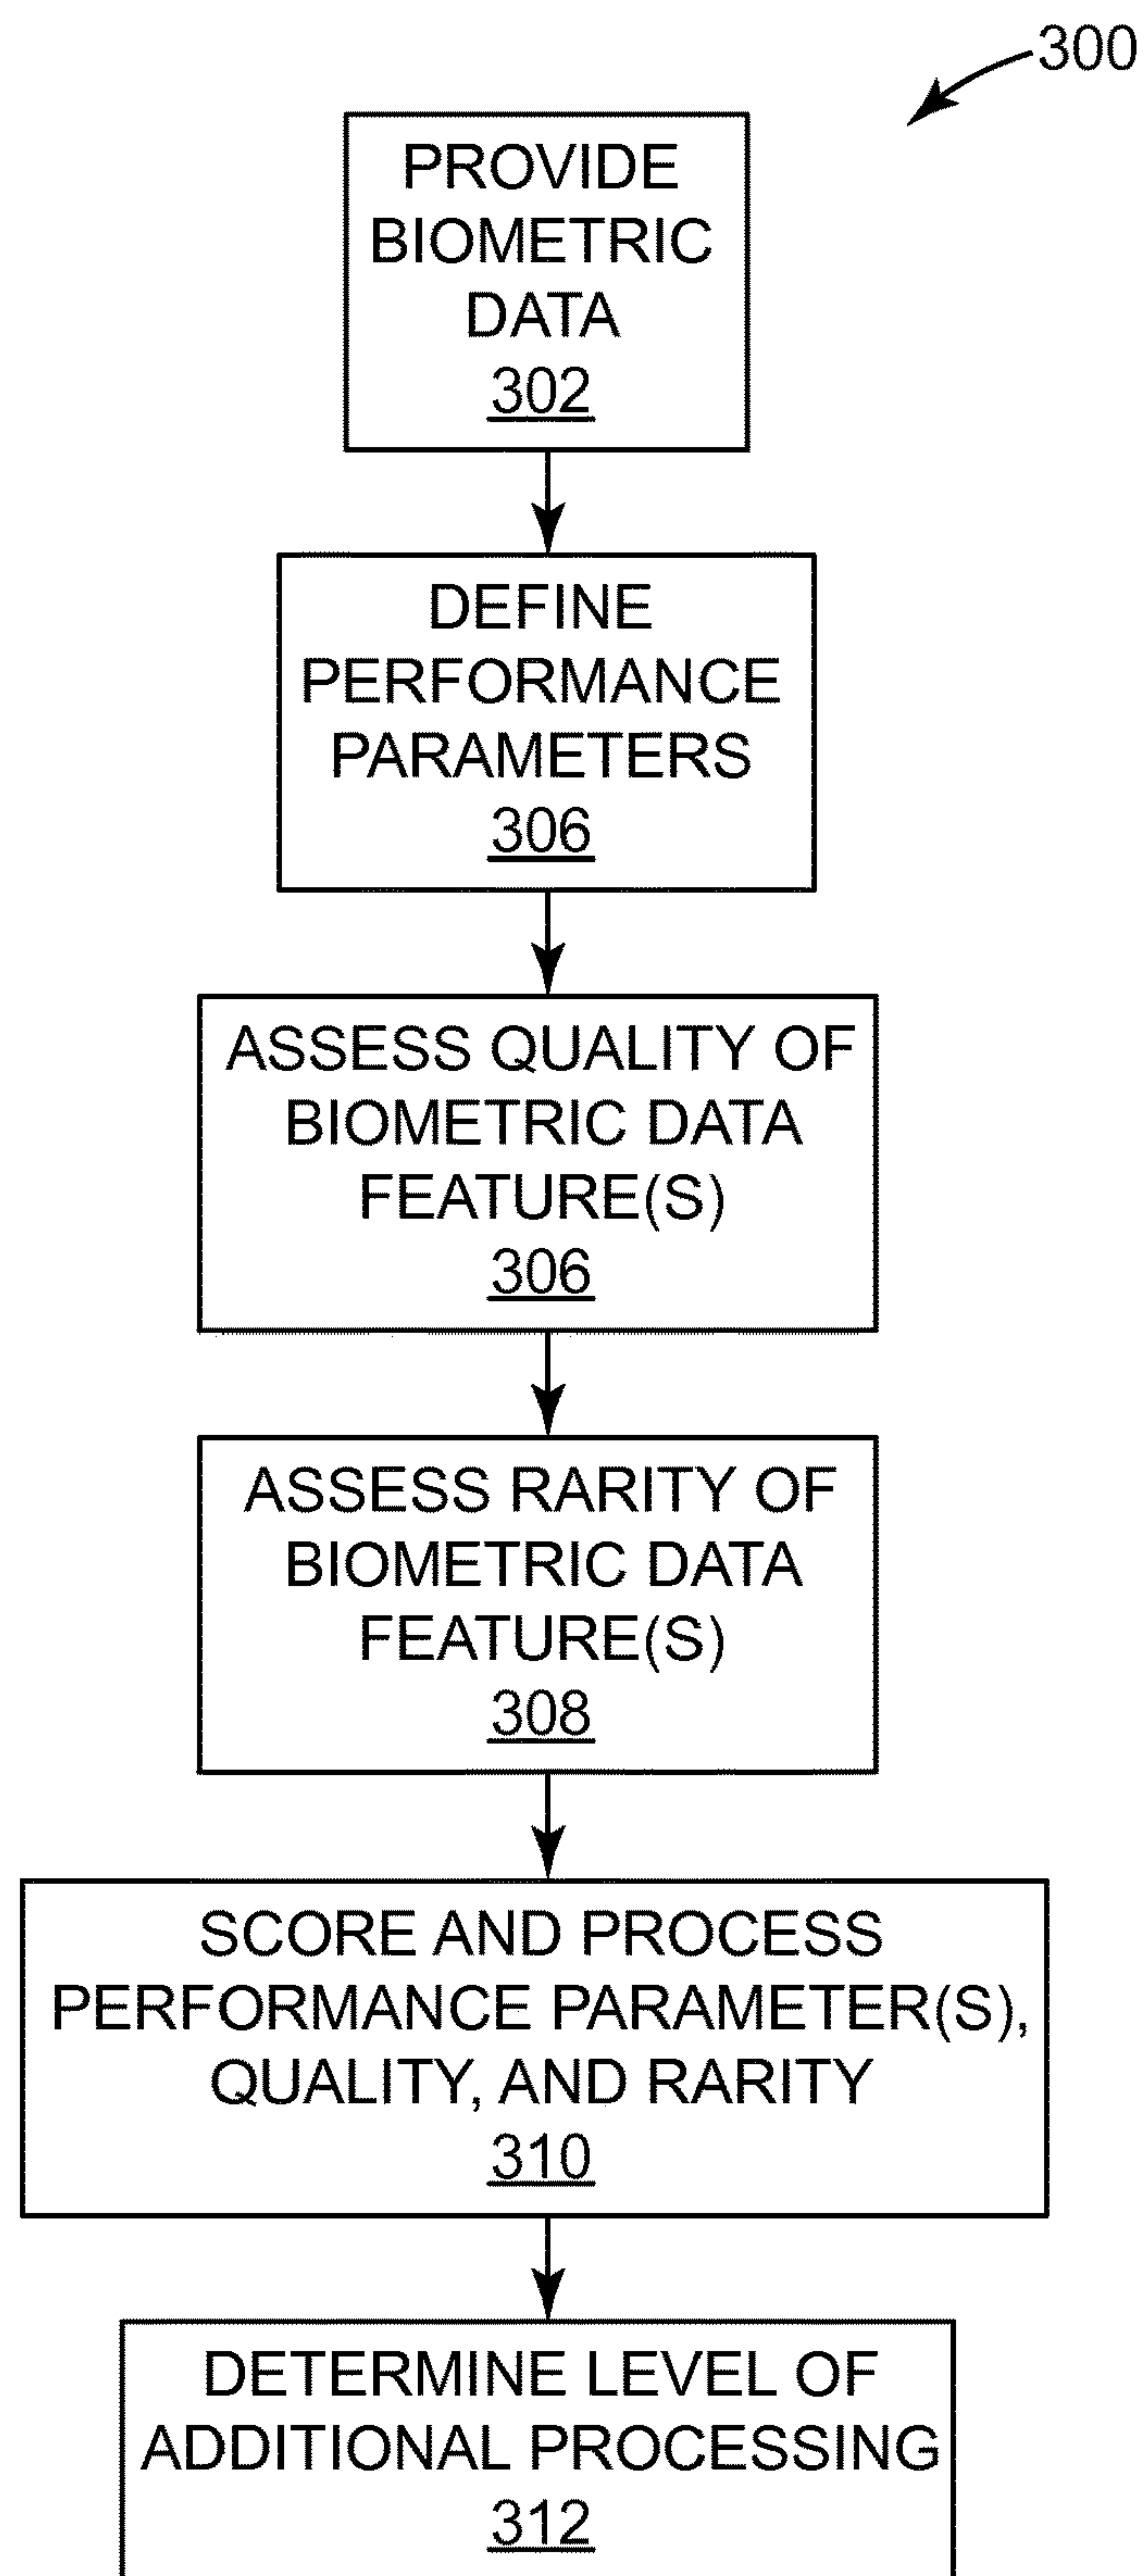 300
PROVIDE
BIOMETRIC
DATA
302
DEFINE
PERFORMANCE
PARAMETERS
306
ASSESS QUALITY OF
BIOMETRIC DATA
FEATURE(S)
306
ASSESS RARITY OF
BIOMETRIC DATA
FEATURE(S)
308
SCORE AND PROCESS
PERFORMANCE PARAMETER(S),
QUALITY, AND RARITY
310
DETERMINE LEVEL OF
ADDITIONAL PROCESSING
312